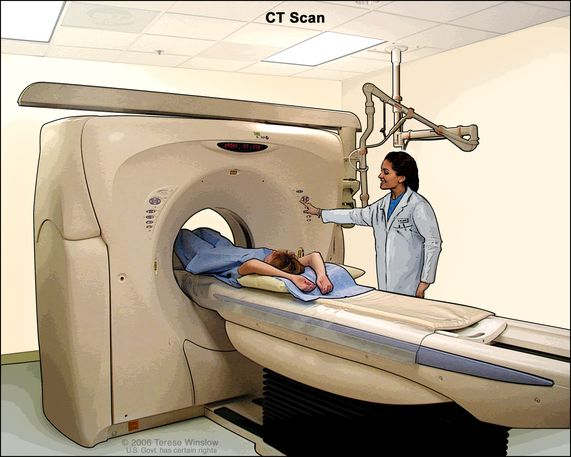 CT Scan
© 2006 Terese Winslow
U.S. Govt. has certain rights